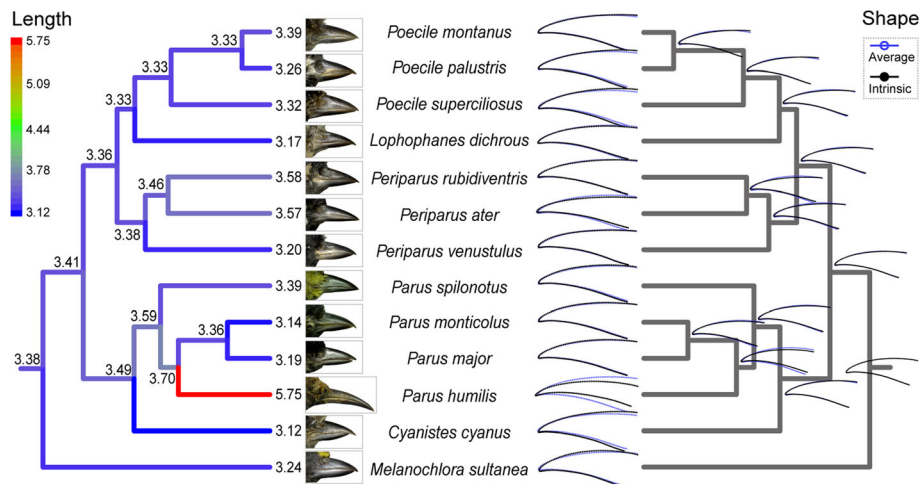 Length
5.75
5.09
4.44
3.78
3.12
Shape
Average
Intrinsic
3.39 Poecile montanus
3.33
3.26 Poecile palustris
3.33
3.32 Poecile superciliosus
3.33
3.17 Lophophanes dichrous
3.36
3.58 Periparus rubidiventris
3.46
3.57 Periparus ater
3.38
3.20 Periparus venustulus
3.41
3.39 Parus spilonotus
3.59
3.14 Parus monticolus
3.36
3.19 Parus major
3.38
3.49
3.70
5.75 Parus humilis
3.12 Cyanistes cyanus
3.24 Melanochlora sultanea